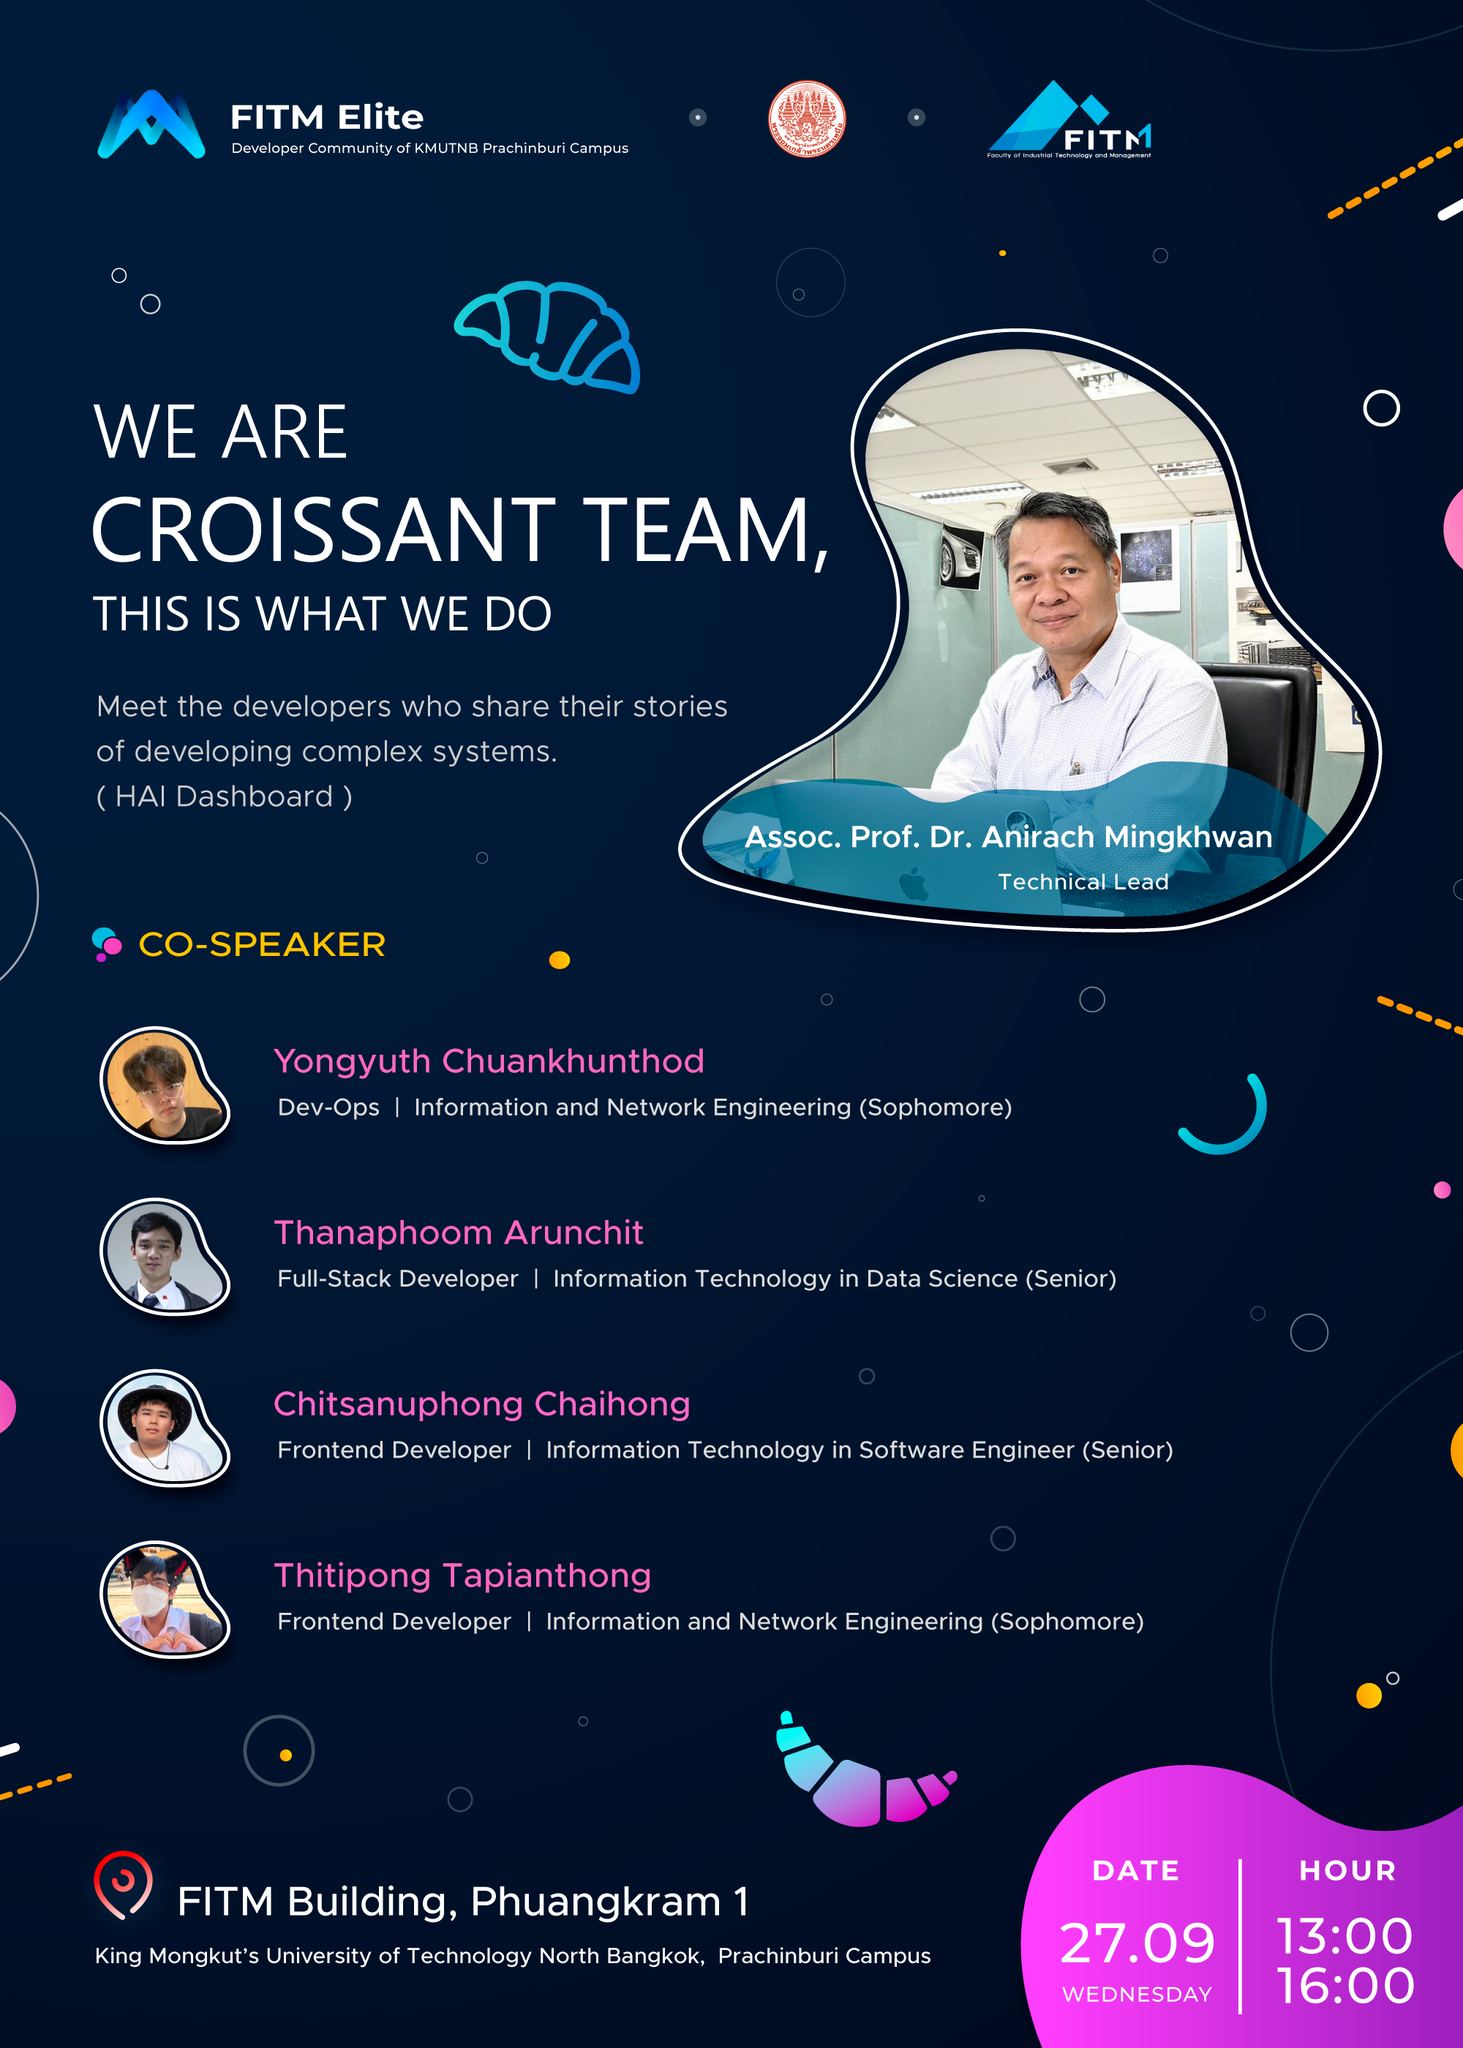 FITM Elite
Developer Community of KMUTNB Prachinburi Campus
FITM
Faculty of Industrial Technology and Management
WE ARE
CROISSANT TEAM,
THIS IS WHAT WE DO
Meet the developers who share their stories
of developing complex systems.
( HAI Dashboard )
Assoc. Prof. Dr. Anirach Mingkhwan
Technical Lead
CO-SPEAKER
Yongyuth Chuankhunthod
Dev-Ops | Information and Network Engineering (Sophomore)
Thanaphoom Arunchit
Full-Stack Developer | Information Technology in Data Science (Senior)
Chitsanuphong Chaihong
Frontend Developer | Information Technology in Software Engineer (Senior)
Thitipong Tapianthong
Frontend Developer | Information and Network Engineering (Sophomore)
FITM Building, Phuangkram 1
King Mongkut's University of Technology North Bangkok, Prachinburi Campus
DATE
27.09
WEDNESDAY
HOUR
13:00
16:00